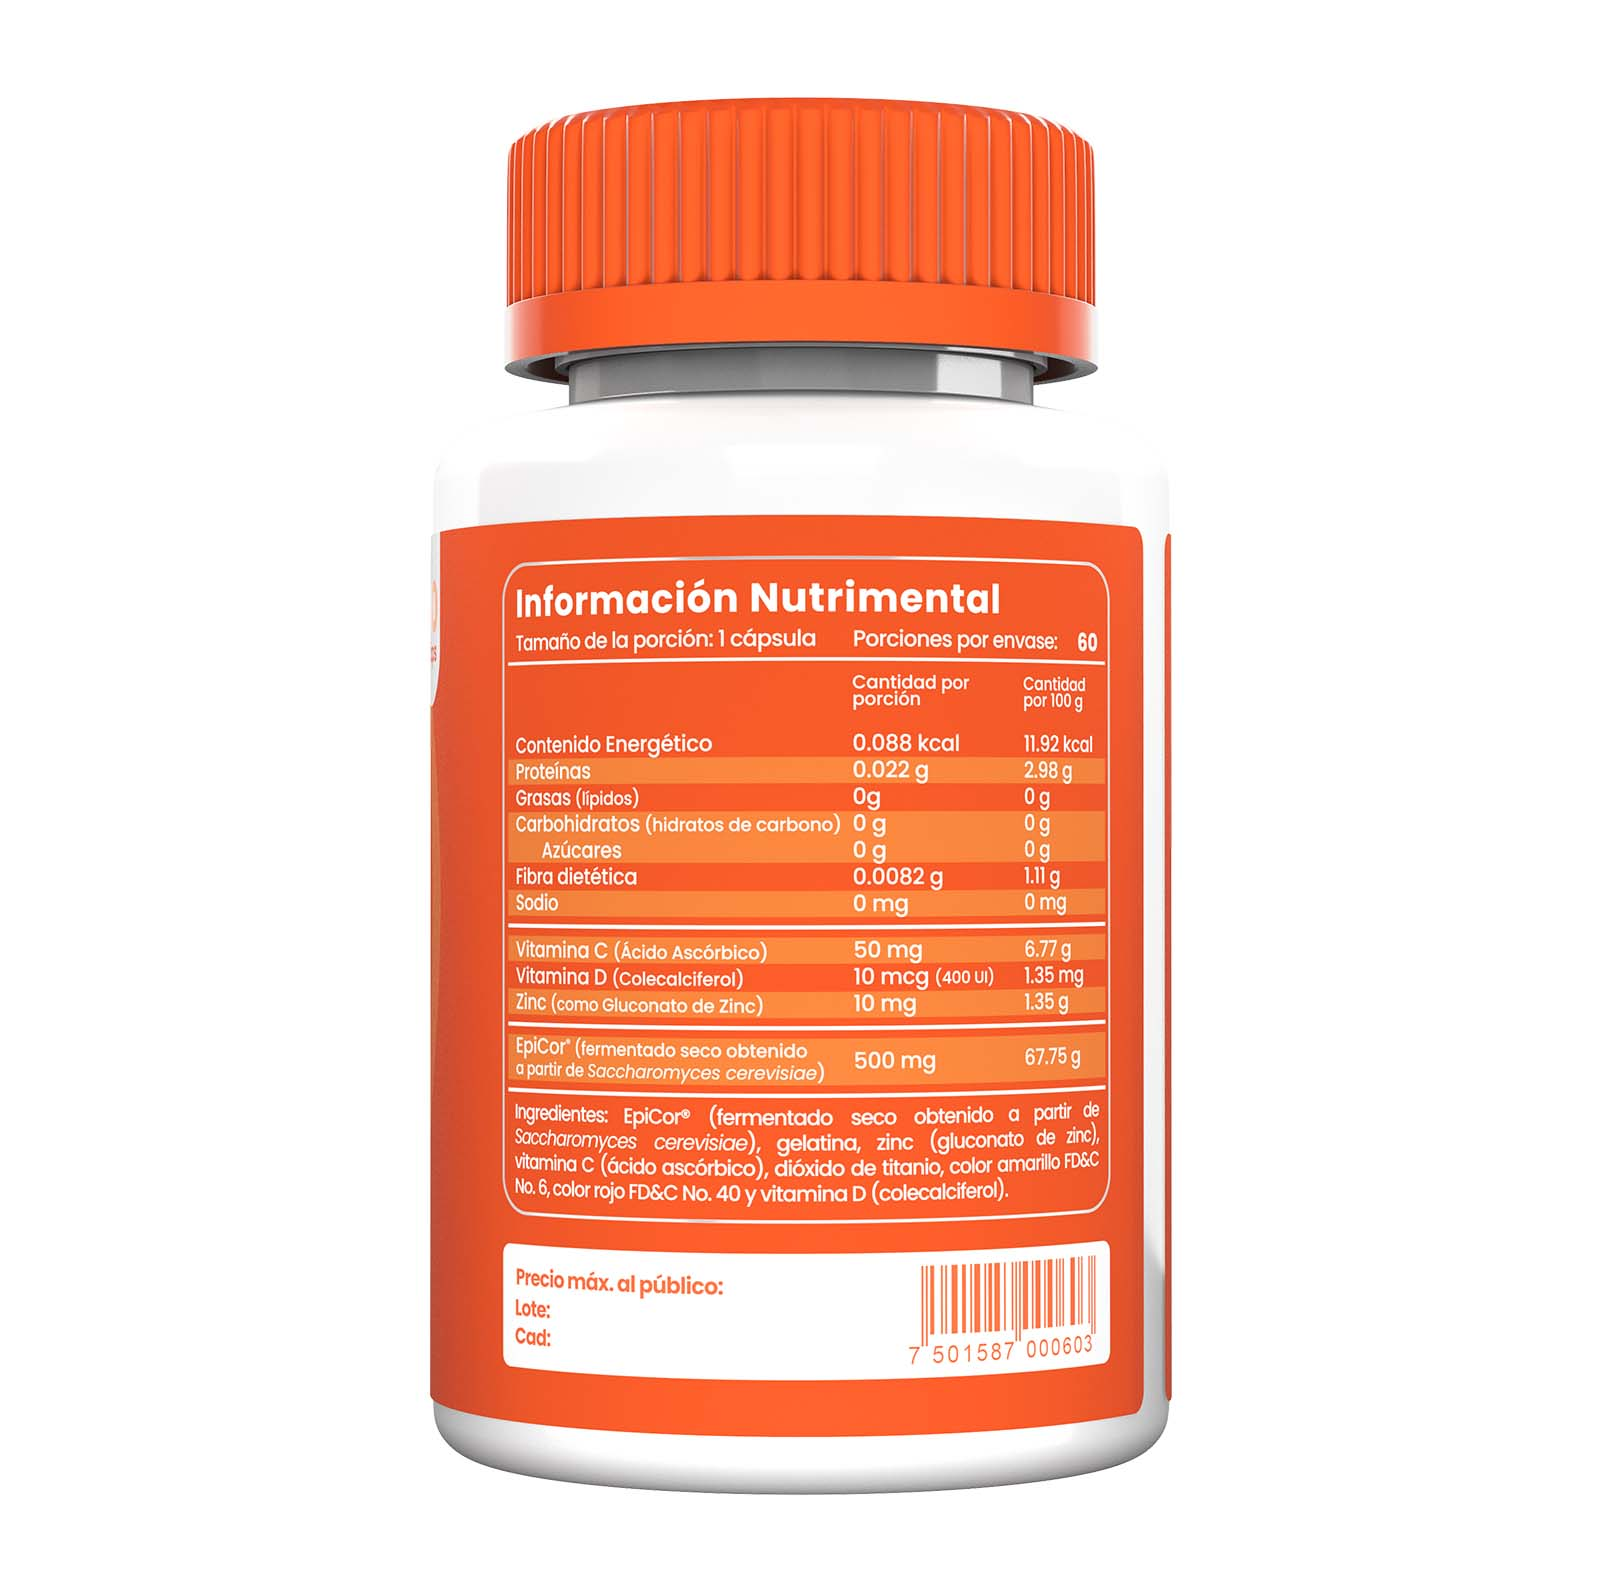 Información Nutrimental
Tamaño de la porción: 1 cápsula Porciones por envase: 60
Cantidad por porción Cantidad por 100 g
Contenido Energético 0.088 kcal 11.92 kcal
Proteínas 0.022 g 2.98 g
Grasas (lípidos) 0g 0 g
Carbohidratos (hidratos de carbono) 0 g 0 g
Azúcares 0 g 0 g
Fibra dietética 0.0082 g 1.11 g
Sodio 0 mg 0 mg
Vitamina C (Ácido Ascórbico) 50 mg 6.77 g
Vitamina D (Colecalciferol) 10 mcg (400 UI) 1.35 mg
Zinc (como Gluconato de Zinc) 10 mg 1.35 g
EpiCor® (fermentado seco obtenido
a partir de Saccharomyces cerevisiae) 500 mg 67.75 g
Ingredientes: EpiCor® (fermentado seco obtenido a partir de
Saccharomyces cerevisiae), gelatina, zinc (gluconato de zinc),
vitamina C (ácido ascórbico), dióxido de titanio, color amarillo FD&C
No. 6, color rojo FD&C No. 40 y vitamina D (colecalciferol).
Precio máx. al público:
Lote:
Cad:
7 501587 000603